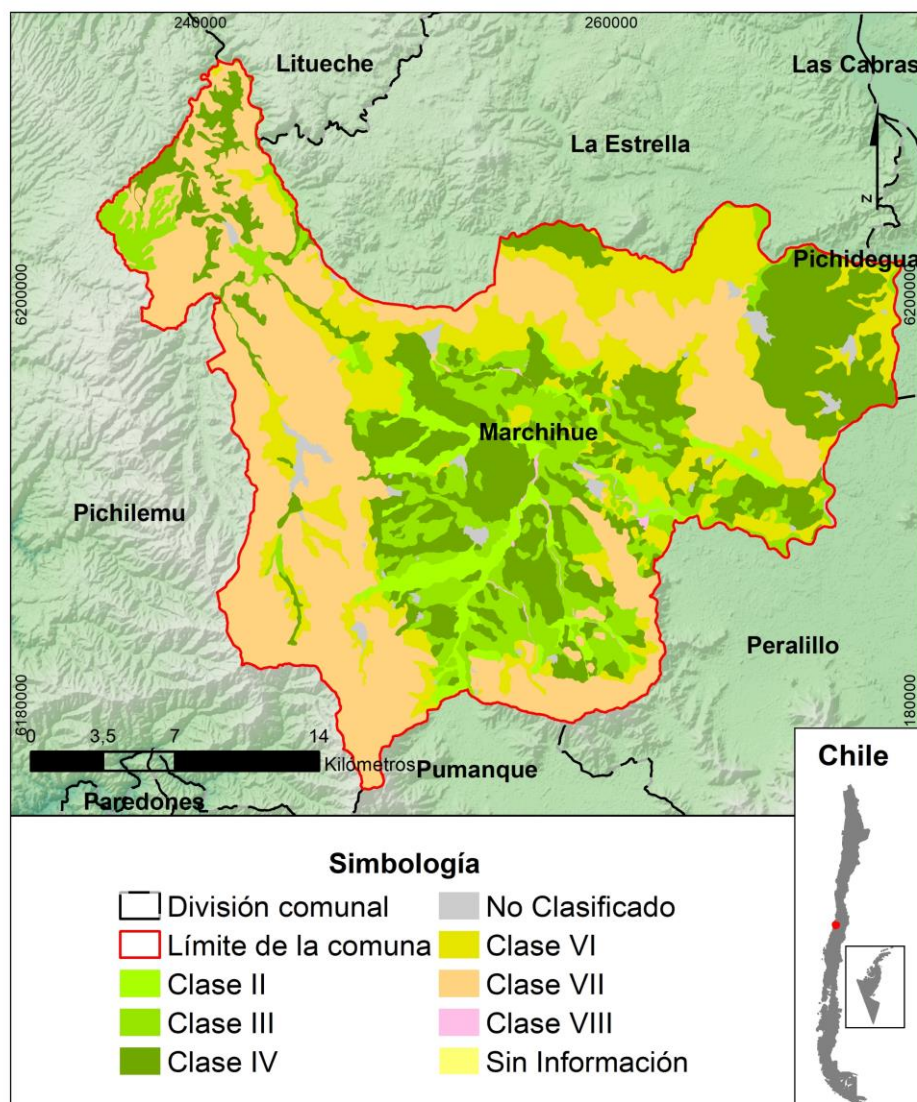 240000
260000
Litueche
Las Cabras
La Estrella
N
Pichidegua
6200000
6200000
Marchihue
Pichilemu
Peralillo
6180000
6180000
0 3,5 7 14
Kilómetros
Pumanque
Paredones
Chile
Simbología
División comunal
Límite de la comuna
Clase II
Clase III
Clase IV
No Clasificado
Clase VI
Clase VII
Clase VIII
Sin Información